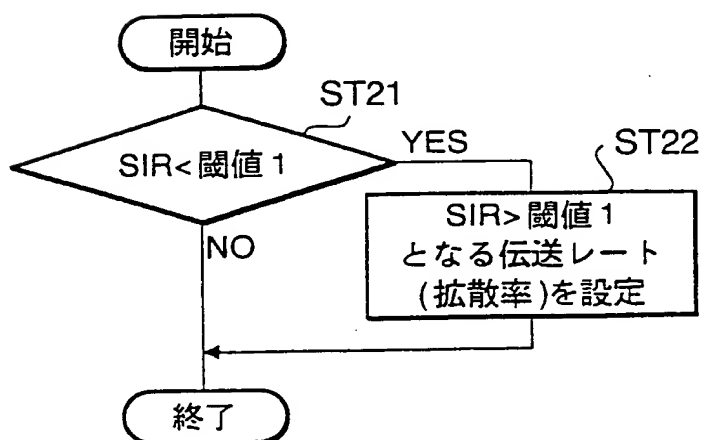 開始
ST21
SIR<閾値1
YES
ST22
SIR>閾値1
となる伝送レート
(拡散率)を設定
NO
終了